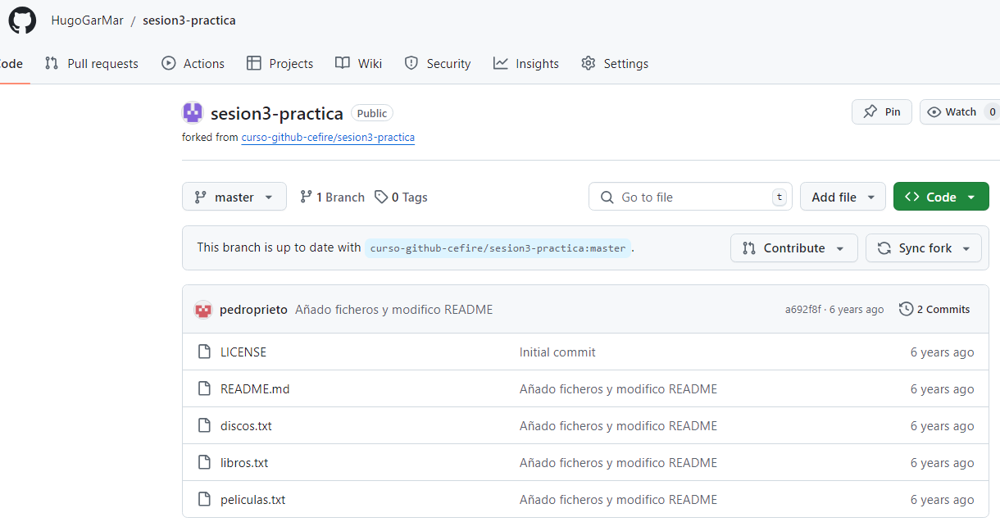 HugoGarMar / sesion3-practica
ode Pull requests Actions Projects Wiki Security Insights Settings
sesion3-practica Public Pin Watch 0
forked from curso-github-cefire/sesion3-practica
master 1 Branch 0 Tags Go to file t Add file Code
This branch is up to date with curso-github-cefire/sesion3-practica:master . Contribute Sync fork
pedroprieto Añado ficheros y modifico README a692f8f · 6 years ago 2 Commits
LICENSE Initial commit 6 years ago
README.md Añado ficheros y modifico README 6 years ago
discos.txt Añado ficheros y modifico README 6 years ago
libros.txt Añado ficheros y modifico README 6 years ago
peliculas.txt Añado ficheros y modifico README 6 years ago